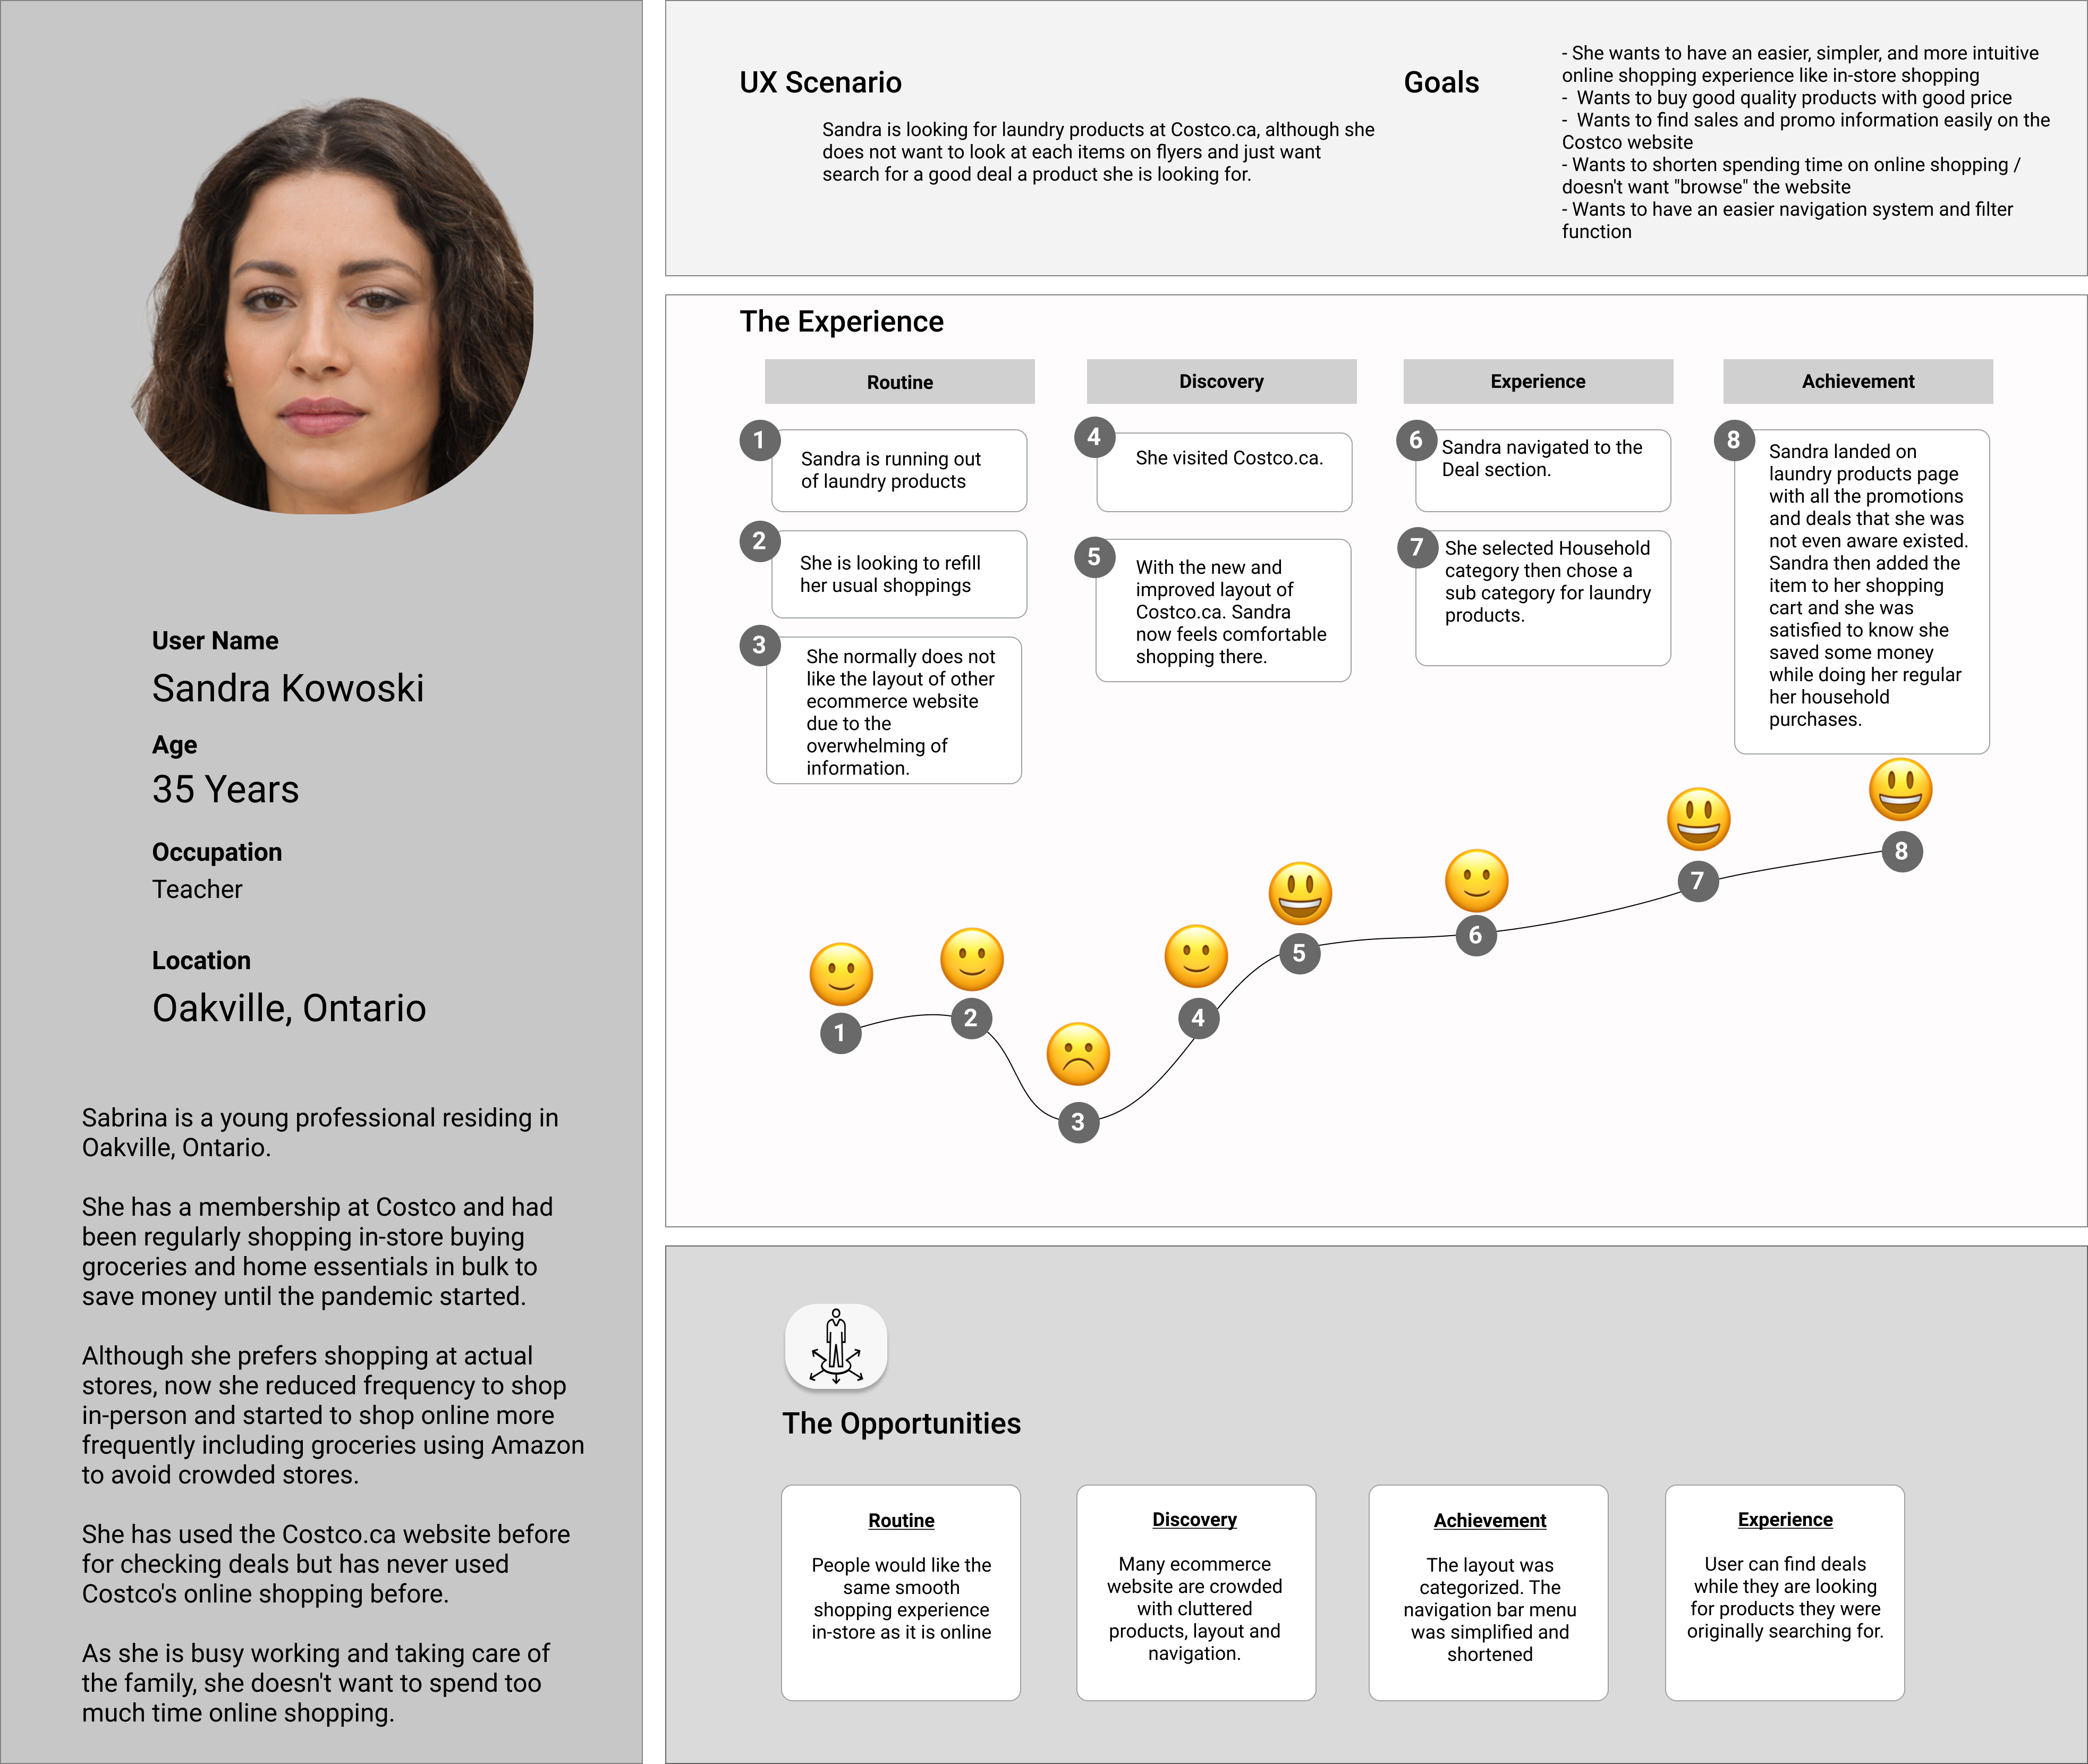 User Name
Sandra Kowoski
Age
35 Years
Occupation
Teacher
Location
Oakville, Ontario
Sabrina is a young professional residing in
Oakville, Ontario.
She has a membership at Costco and had
been regularly shopping in-store buying
groceries and home essentials in bulk to
save money until the pandemic started.
Although she prefers shopping at actual
stores, now she reduced frequency to shop
in-person and started to shop online more
frequently including groceries using Amazon
to avoid crowded stores.
She has used the Costco.ca website before
for checking deals but has never used
Costco's online shopping before.
As she is busy working and taking care of
the family, she doesn't want to spend too
much time online shopping.
UX Scenario
Sandra is looking for laundry products at Costco.ca, although she
does not want to look at each items on flyers and just want
search for a good deal a product she is looking for.
Goals
- She wants to have an easier, simpler, and more intuitive
online shopping experience like in-store shopping
- Wants to buy good quality products with good price
- Wants to find sales and promo information easily on the
Costco website
- Wants to shorten spending time on online shopping /
doesn't want "browse" the website
- Wants to have an easier navigation system and filter
function
The Experience
Routine
1
Sandra is running out
of laundry products
2
She is looking to refill
her usual shoppings
3
She normally does not
like the layout of other
ecommerce website
due to the
overwhelming of
information.
Discovery
4
She visited Costco.ca.
5
With the new and
improved layout of
Costco.ca. Sandra
now feels comfortable
shopping there.
Experience
6
Sandra navigated to the
Deal section.
7
She selected Household
category then chose a
sub category for laundry
products.
Achievement
8
Sandra landed on
laundry products page
with all the promotions
and deals that she was
not even aware existed.
Sandra then added the
item to her shopping
cart and she was
satisfied to know she
saved some money
while doing her regular
her household
purchases.
1
2
3
4
5
6
7
8
The Opportunities
Routine
People would like the
same smooth
shopping experience
in-store as it is online
Discovery
Many ecommerce
website are crowded
with cluttered
products, layout and
navigation.
Achievement
The layout was
categorized. The
navigation bar menu
was simplified and
shortened
Experience
User can find deals
while they are looking
for products they were
originally searching for.